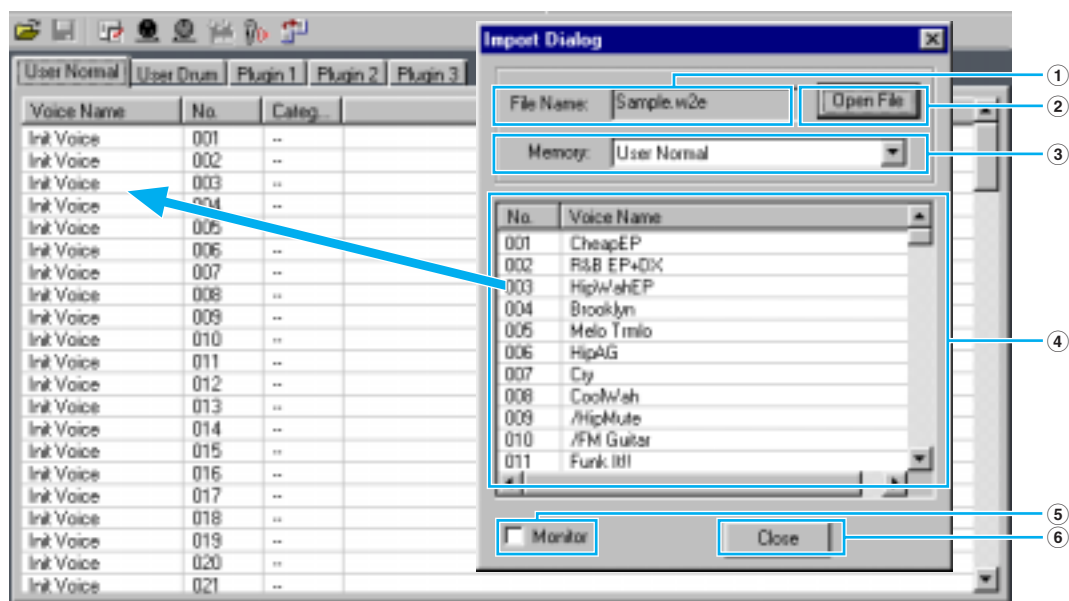 User Normal User Drum Plugin 1 Plugin 2 Plugin 3
Voice Name No. Categ...
Init Voice 001 --
Init Voice 002 --
Init Voice 003 --
Init Voice 004 --
Init Voice 005 --
Init Voice 006 --
Init Voice 007 --
Init Voice 008 --
Init Voice 009 --
Init Voice 010 --
Init Voice 011 --
Init Voice 012 --
Init Voice 013 --
Init Voice 014 --
Init Voice 015 --
Init Voice 016 --
Init Voice 017 --
Init Voice 018 --
Init Voice 019 --
Init Voice 020 --
Init Voice 021 --
Import Dialog
File Name: Sample.w2e Open File
Memory: User Normal
No. Voice Name
001 CheapEP
002 R&B EP+DX
003 HipWahEP
004 Brooklyn
005 Melo Trmlo
006 HipAG
007 Cry
008 CoolWah
009 /HipMute
010 /FM Guitar
011 Funk It!!
Monitor Close
①
②
③
④
⑤
⑥